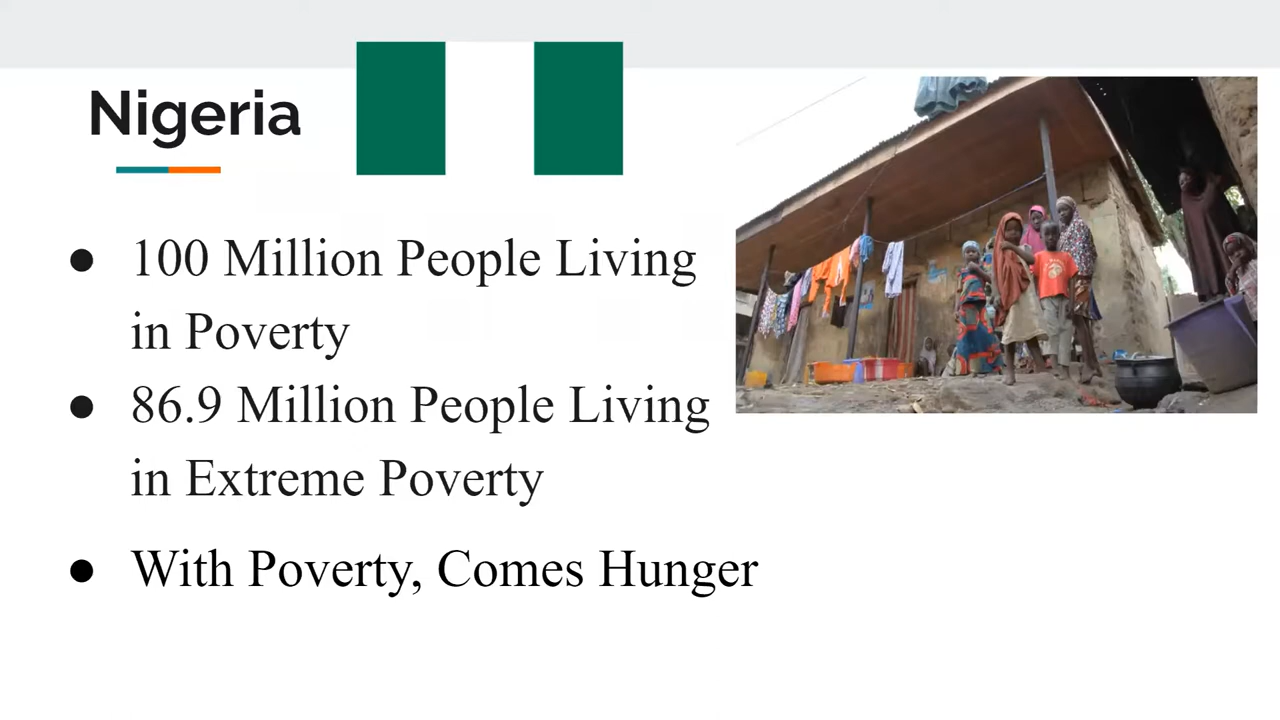 Nigeria
● 100 Million People Living
in Poverty
● 86.9 Million People Living
in Extreme Poverty
● With Poverty, Comes Hunger